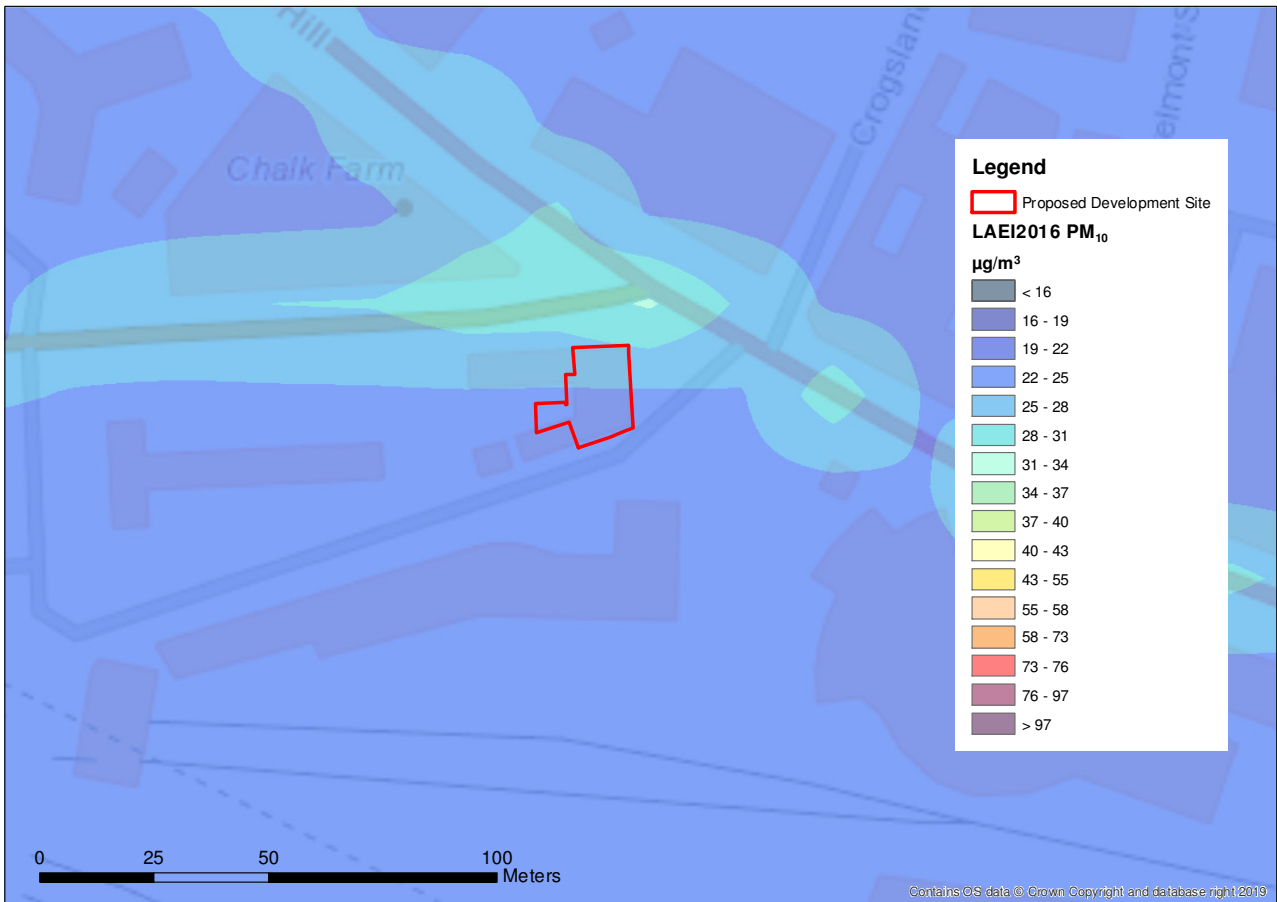 Hill
Crogsland
elmont S
Chalk Farm
Legend
Proposed Development Site
LAEI2016 PM₁₀
µg/m³
< 16
16 - 19
19 - 22
22 - 25
25 - 28
28 - 31
31 - 34
34 - 37
37 - 40
40 - 43
43 - 55
55 - 58
58 - 73
73 - 76
76 - 97
> 97
0 25 50 100
Meters
Contains OS data © Crown Copyright and database right 2019